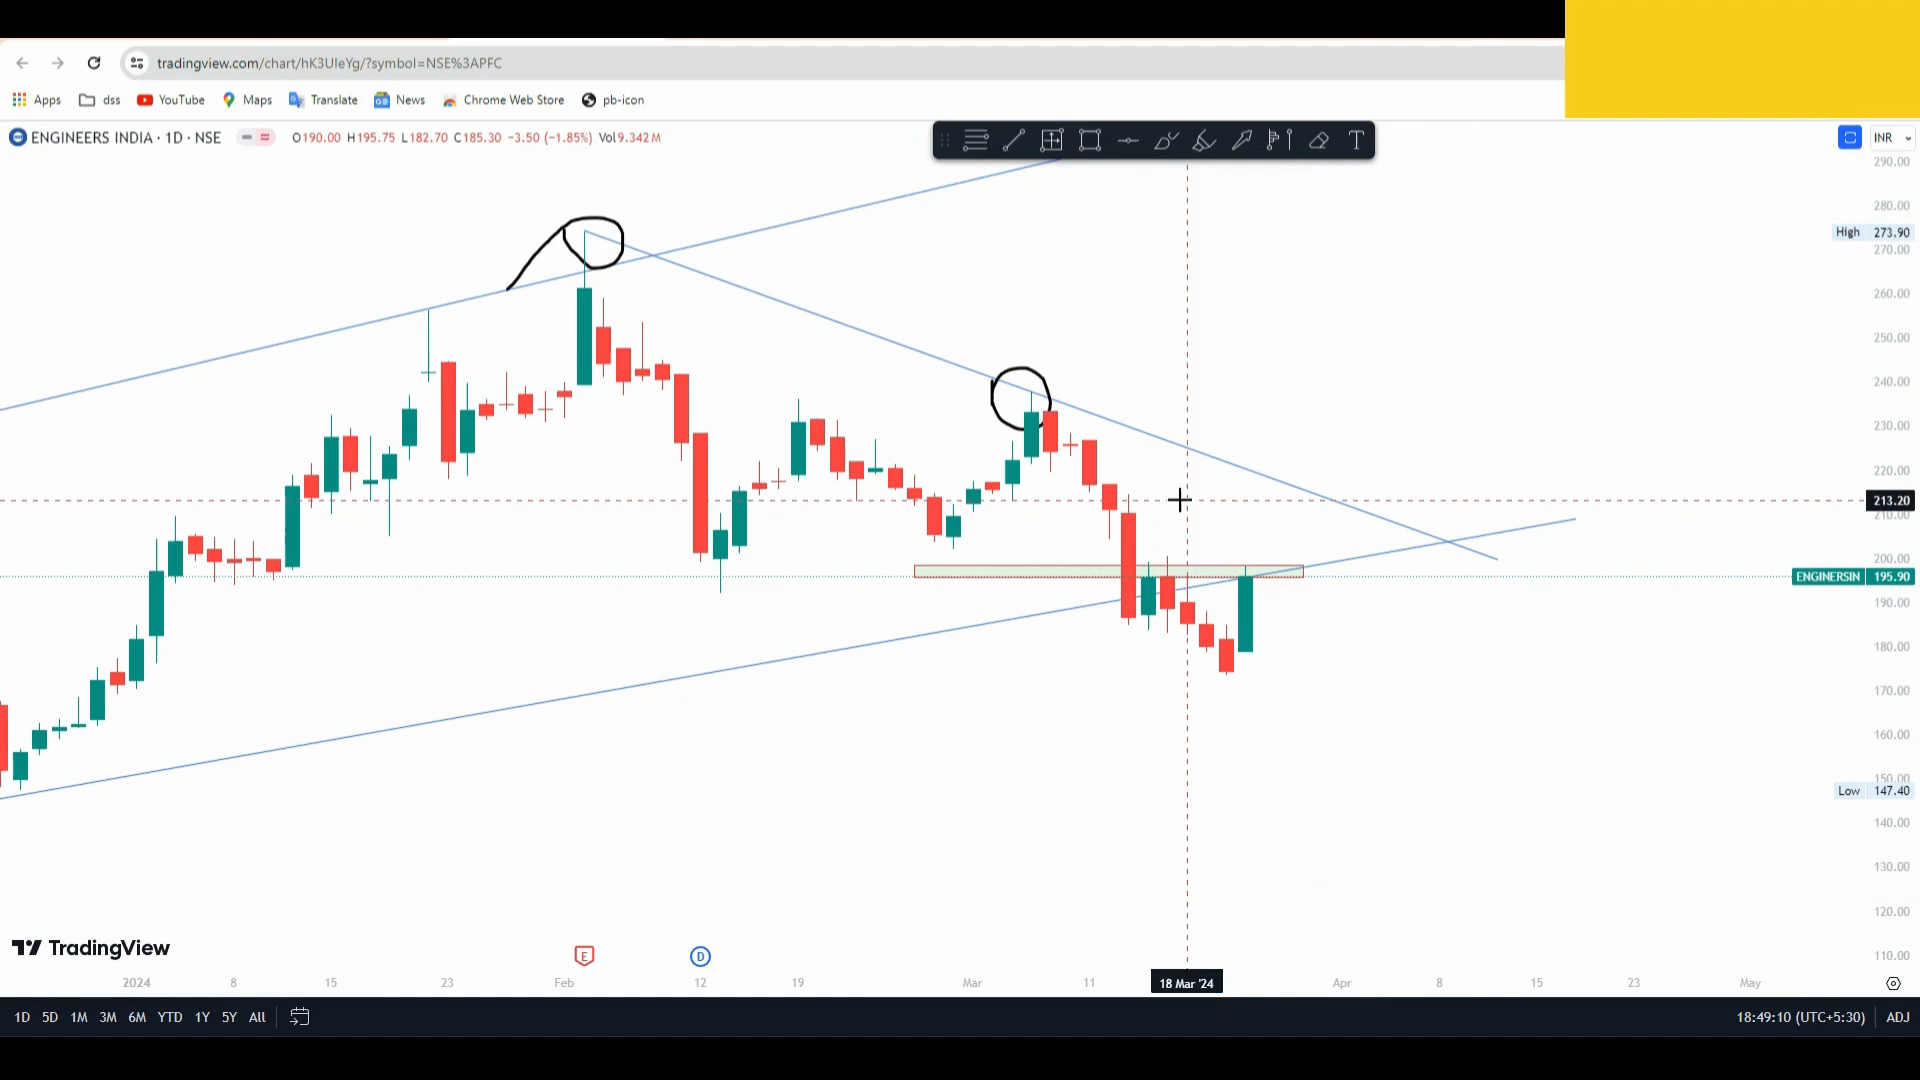 tradingview.com/chart/hK3UIeYg/?symbol=NSE%3APFC
Apps dss YouTube Maps Translate News Chrome Web Store pb-icon
ENGINEERS INDIA · 1D · NSE O190.00 H195.75 L182.70 C185.30 −3.50 (−1.85%) Vol9.342M
INR
290.00
280.00
High 273.90
270.00
260.00
250.00
240.00
230.00
220.00
213.20
210.00
200.00
ENGINERSIN 195.90
190.00
180.00
170.00
160.00
150.00
Low 147.40
140.00
130.00
120.00
110.00
TradingView
E D
2024 8 15 23 Feb 12 19 Mar 11 18 Mar '24 Apr 8 15 23 May
1D 5D 1M 3M 6M YTD 1Y 5Y All 18:49:10 (UTC+5:30) ADJ